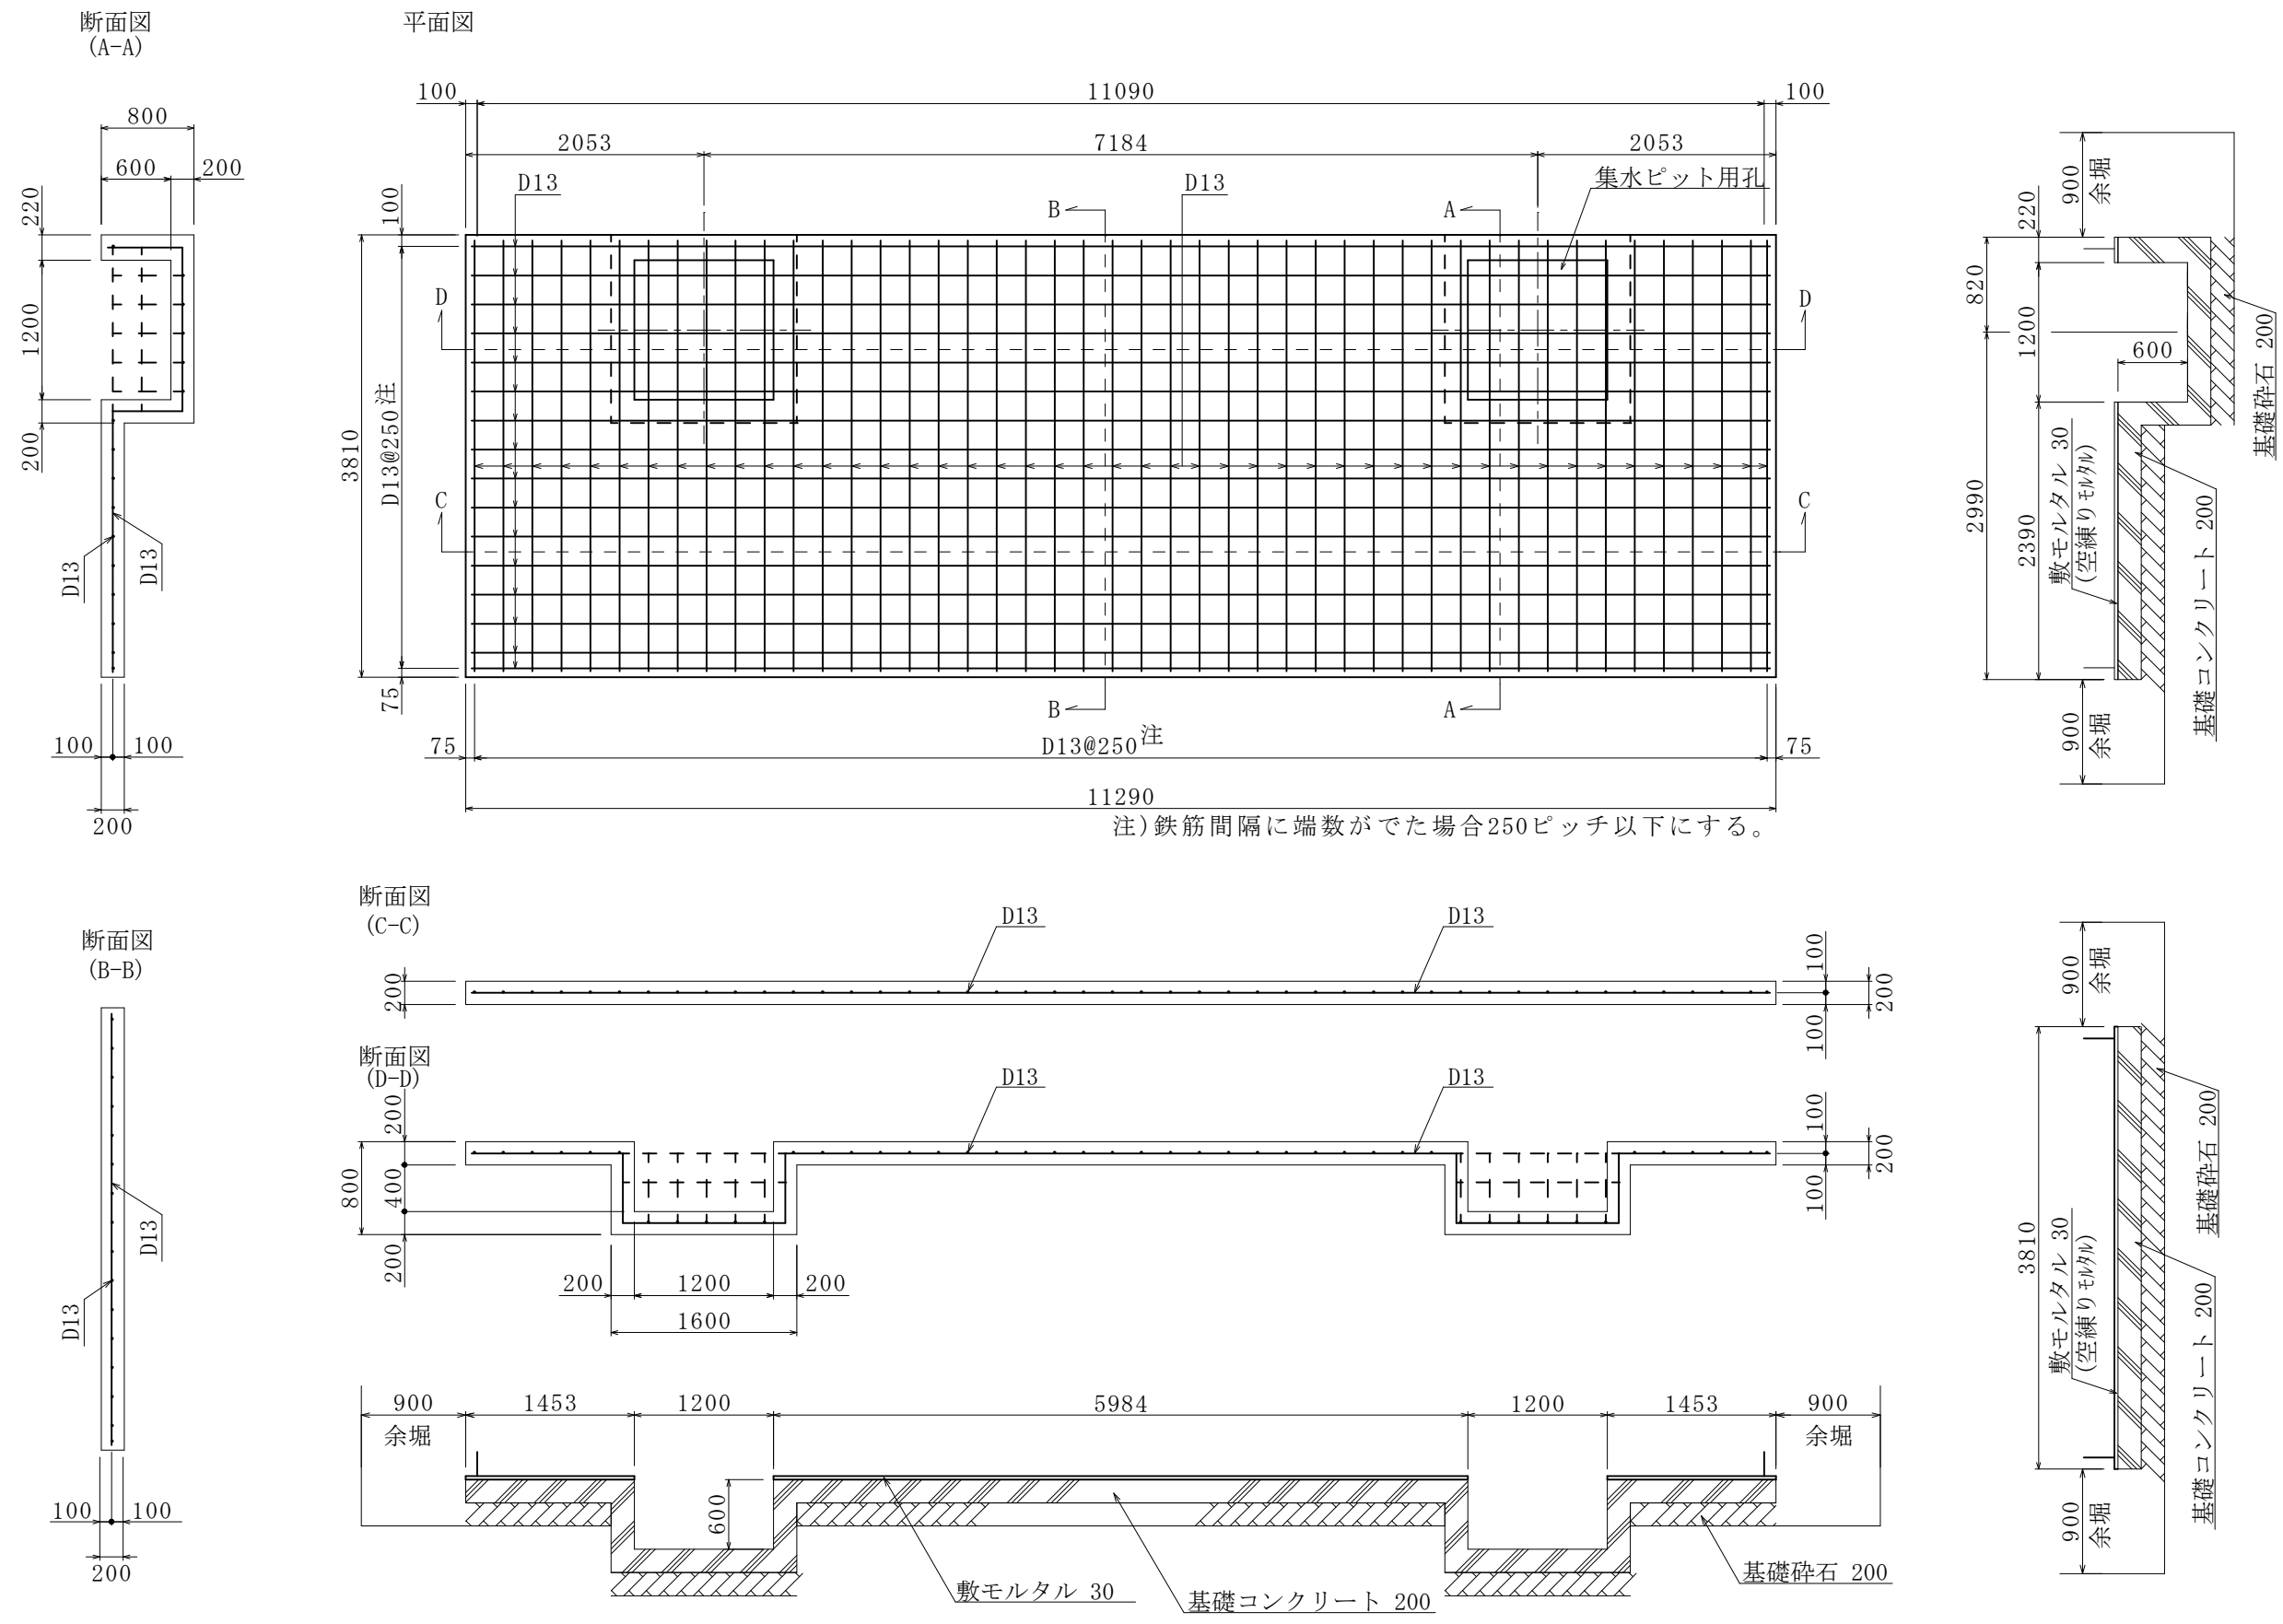 断面図
(A-A)
800
600
200
220
1200
200
D13
D13
100
100
200
平面図
100
11090
100
2053
7184
2053
D13
D13
集水ピット用孔
B
A
100
D
D
D13@250注
3810
C
C
75
B
A
75
D13@250注
75
11290
注)鉄筋間隔に端数がでた場合250ピッチ以下にする。
900
余堀
220
820
1200
600
基礎砕石 200
敷モルタル 30
(空練りモルタル)
2990
2390
基礎コンクリート 200
900
余堀
断面図
(B-B)
D13
D13
100
100
200
断面図
(C-C)
D13
D13
200
100
200
100
断面図
(D-D)
D13
D13
200
800
400
200
100
200
100
200
1200
200
1600
900
1453
1200
5984
1200
1453
900
余堀
余堀
600
敷モルタル 30
基礎コンクリート 200
基礎砕石 200
900
余堀
3810
基礎砕石 200
敷モルタル 30
(空練りモルタル)
基礎コンクリート 200
900
余堀